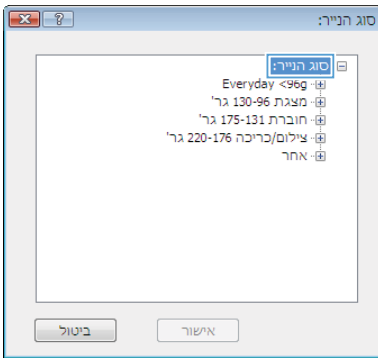 סוג הנייר:
סוג הנייר:
Everyday <96g
מצגת 130-96 גר'
חוברת 175-131 גר'
צילום/כריכה 220-176 גר'
אחר
אישור
ביטול